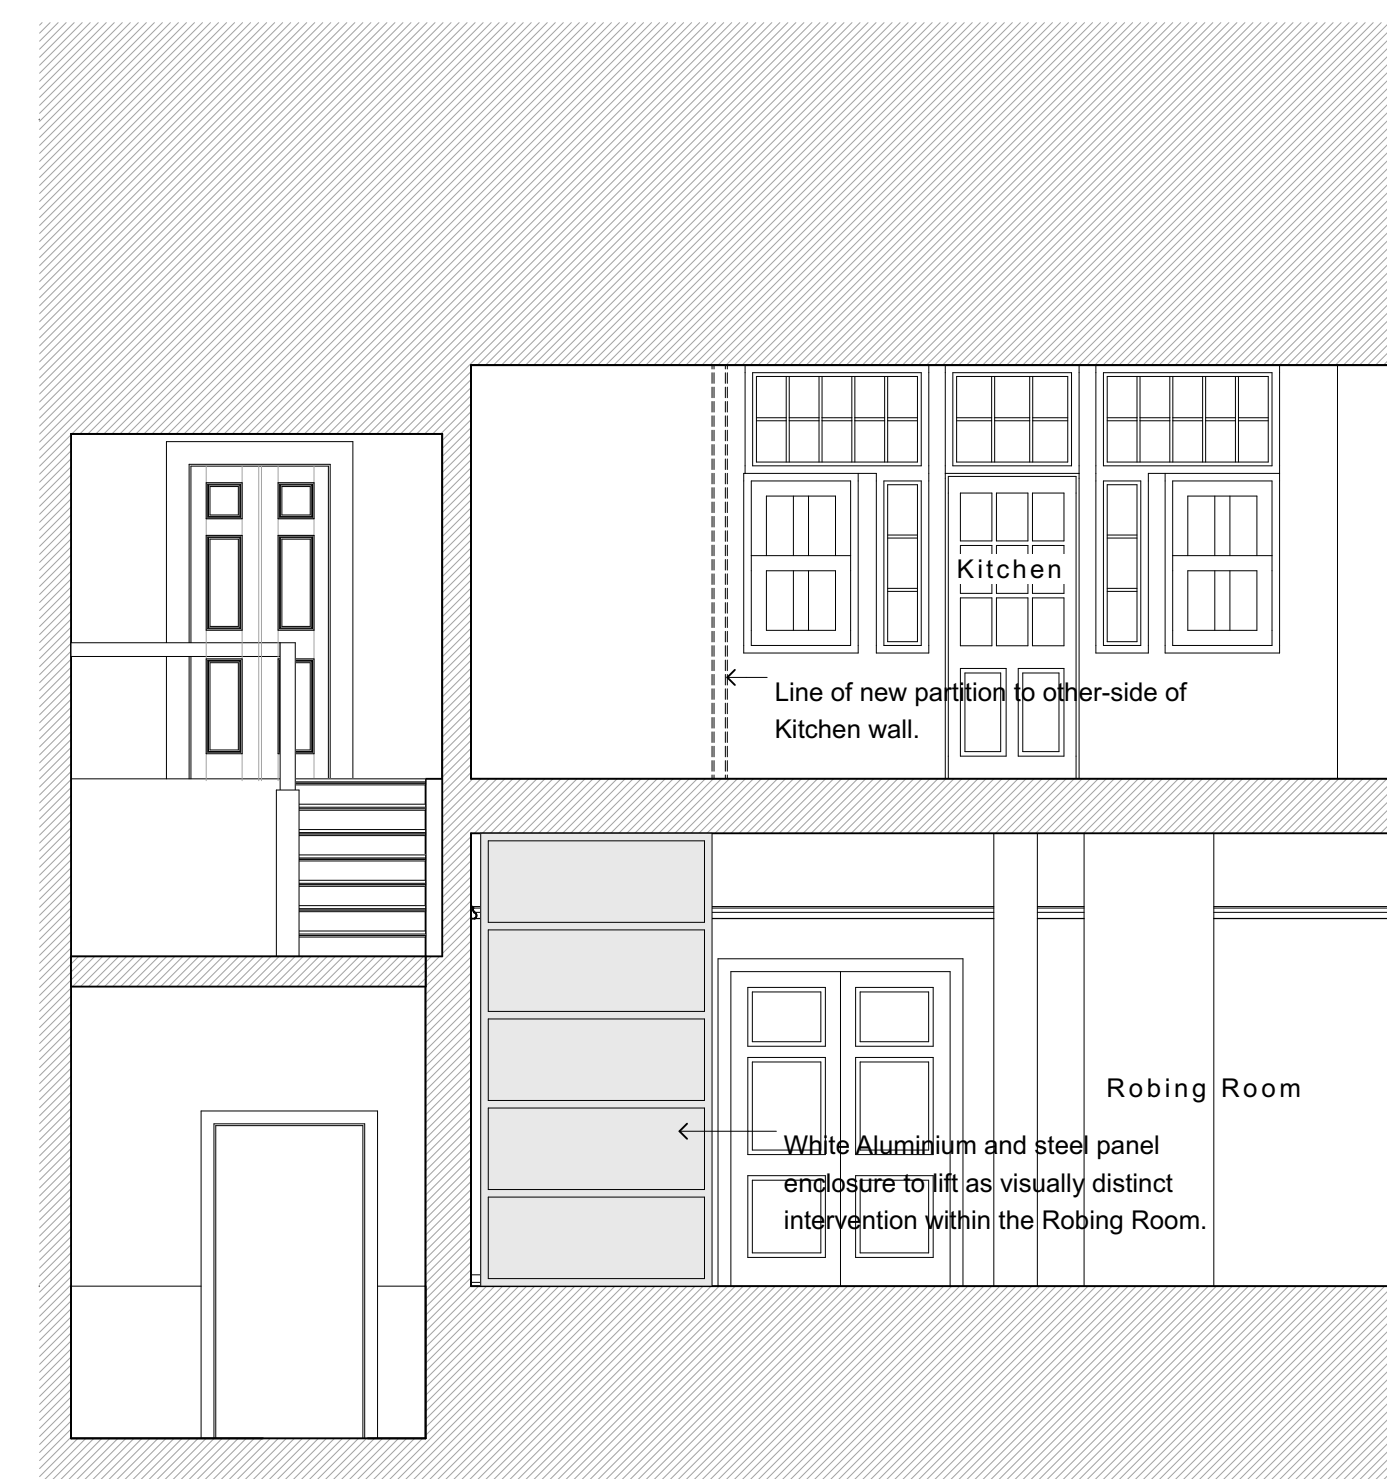 Kitchen
Line of new partition to other-side of
Kitchen wall.
Robing Room
White Aluminium and steel panel
enclosure to lift as visually distinct
intervention within the Robing Room.